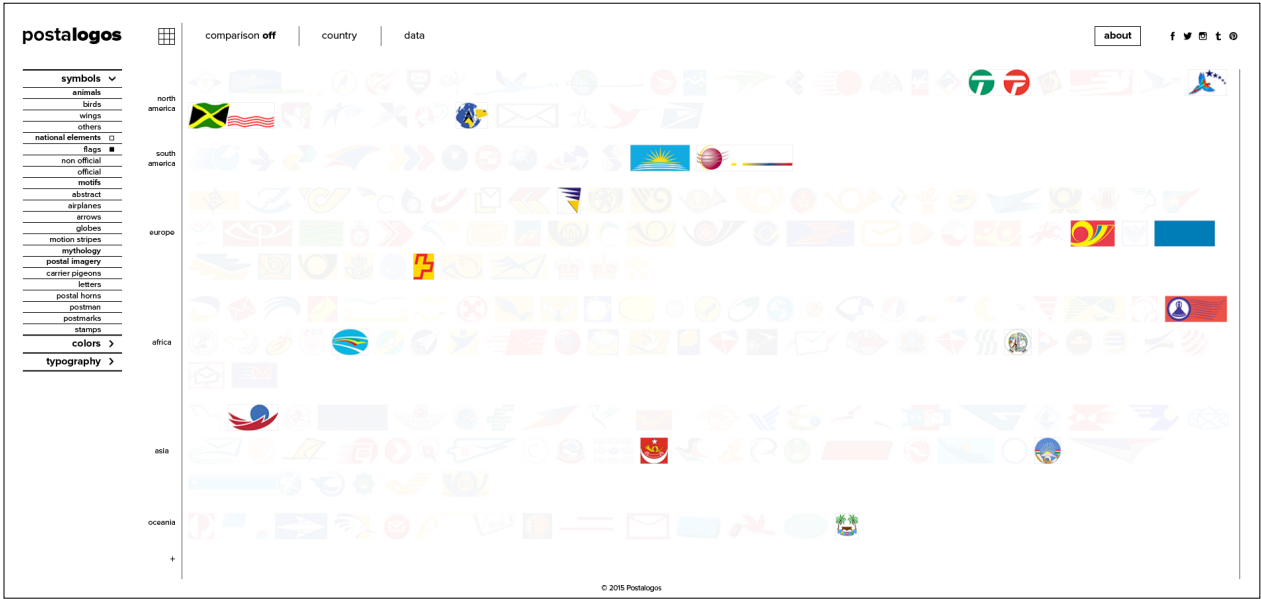 postalogos
comparison off
country
data
about
symbols
animals
birds
wings
others
national elements
flags
non official
official
motifs
abstract
airplanes
arrows
globes
motion stripes
mythology
postal imagery
carrier pigeons
letters
postal horns
postman
postmarks
stamps
colors
typography
north
america
south
america
europe
africa
asia
oceania
+
© 2015 Postalogos